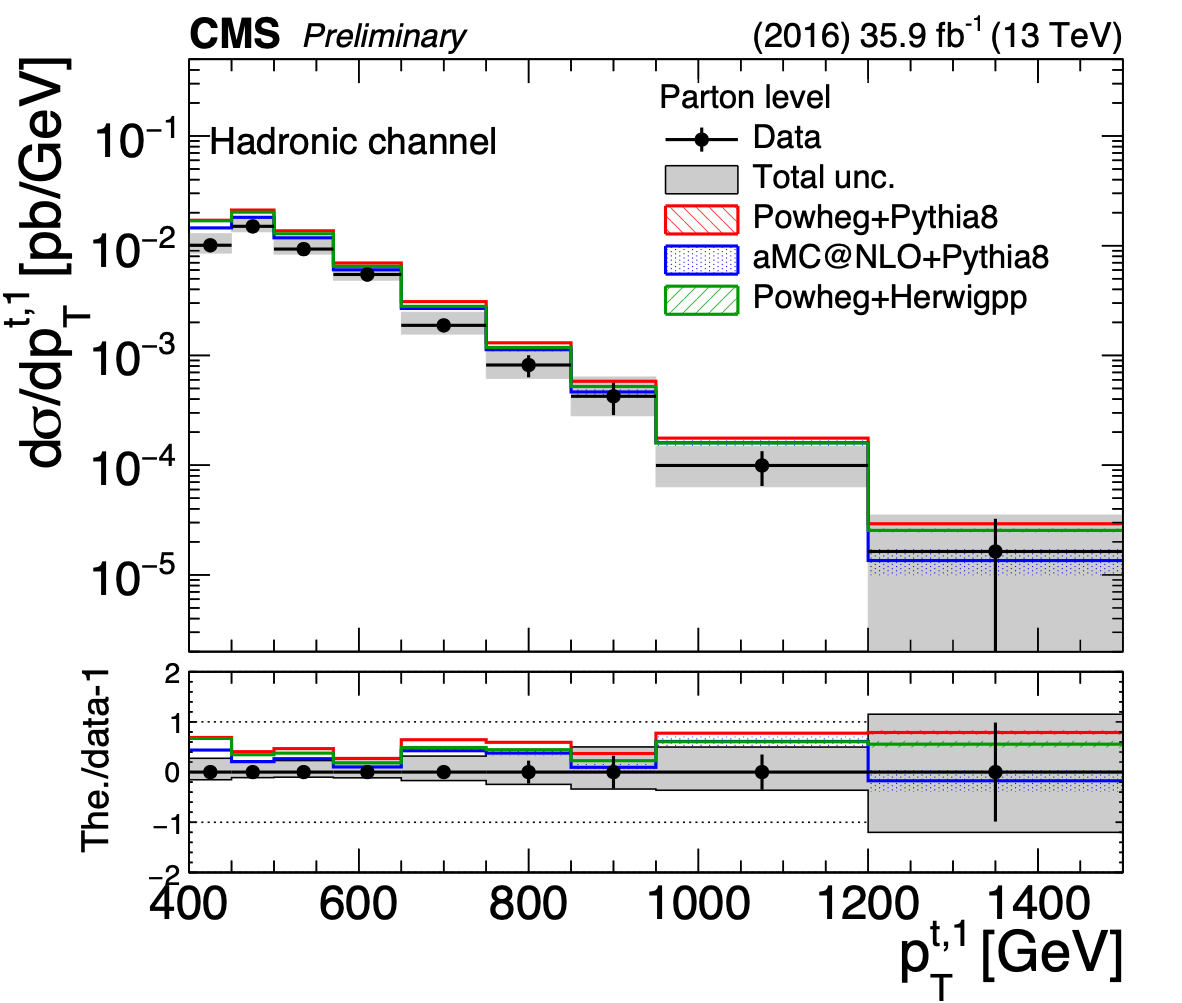 CMS Preliminary (2016) 35.9 fb⁻¹ (13 TeV)
dσ/dp_T^{t,1} [pb/GeV]
Hadronic channel
Parton level
Data
Total unc.
Powheg+Pythia8
aMC@NLO+Pythia8
Powheg+Herwigpp
10⁻¹
10⁻²
10⁻³
10⁻⁴
10⁻⁵
The./data-1
2
1
0
−1
−2
400 600 800 1000 1200 1400
p_T^{t,1} [GeV]